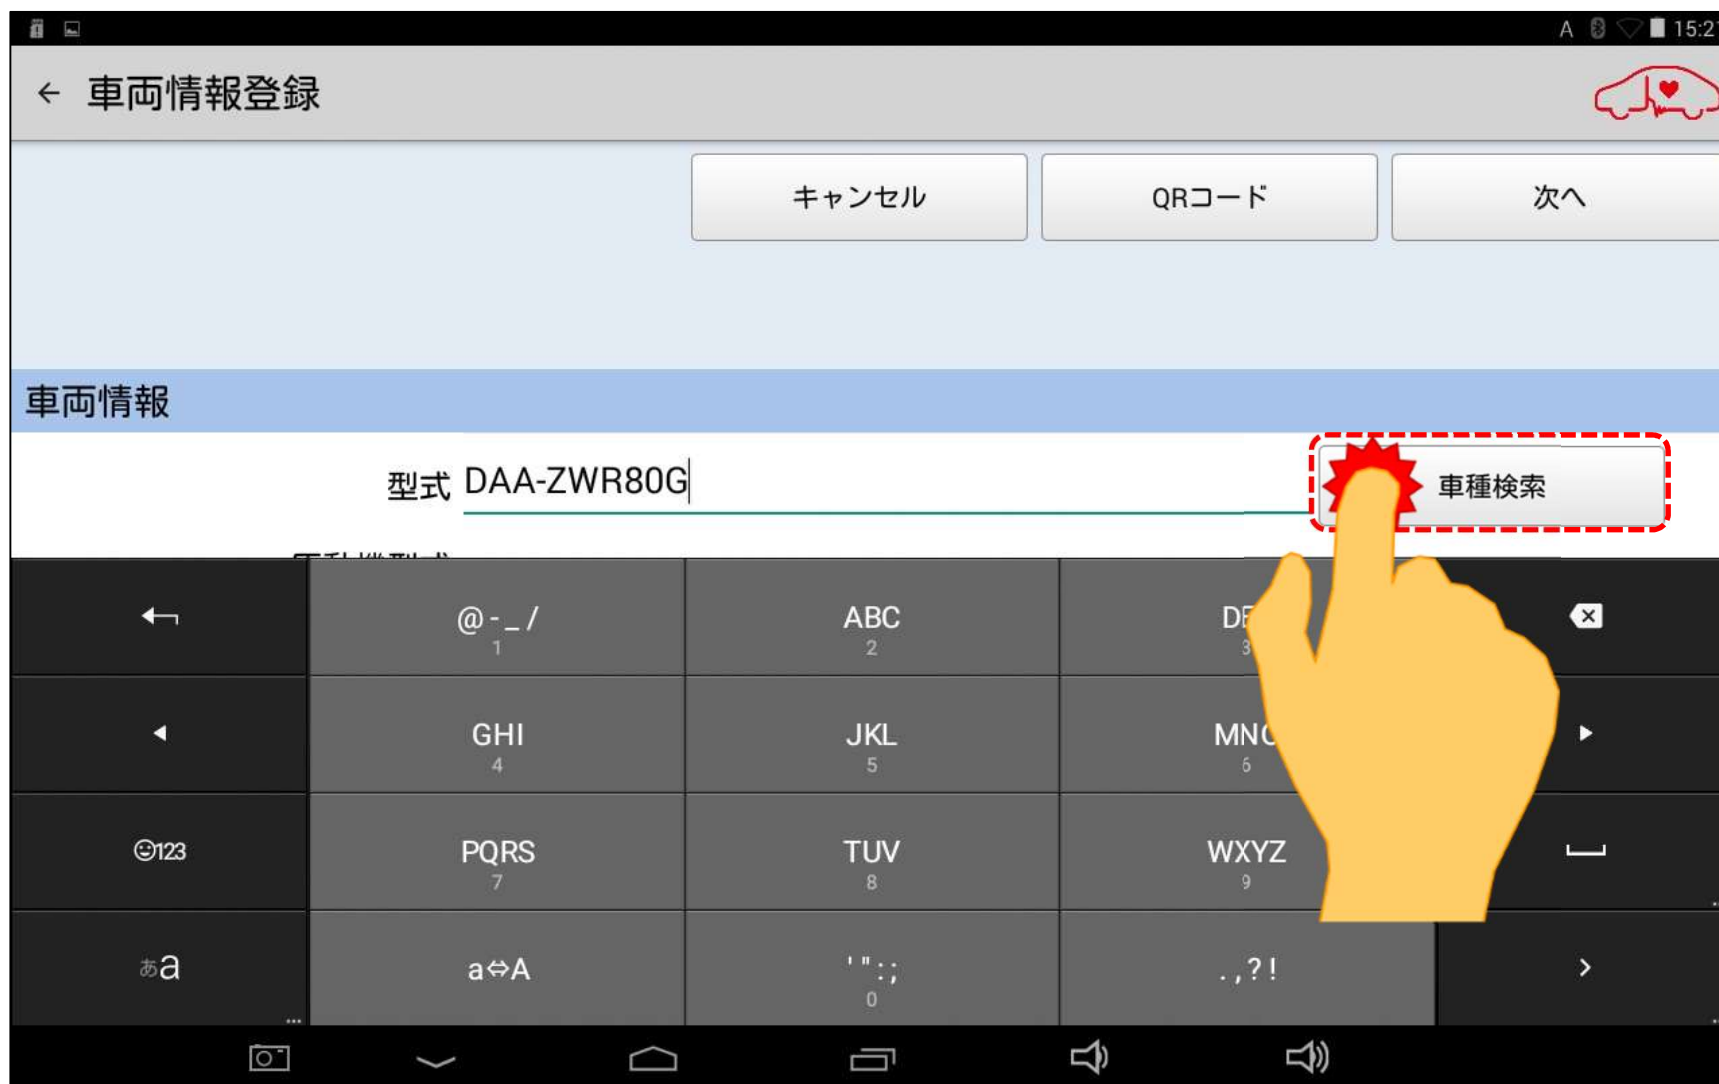 A 15:2
車両情報登録
キャンセル QRコード 次へ
車両情報
型式 DAA-ZWR80G 車種検索
@-_/ ABC
1 2 3
GHI JKL
4 5 6
☺123 PQRS TUV WXYZ
7 8 9
あa a⇔A '":; .,?!
0